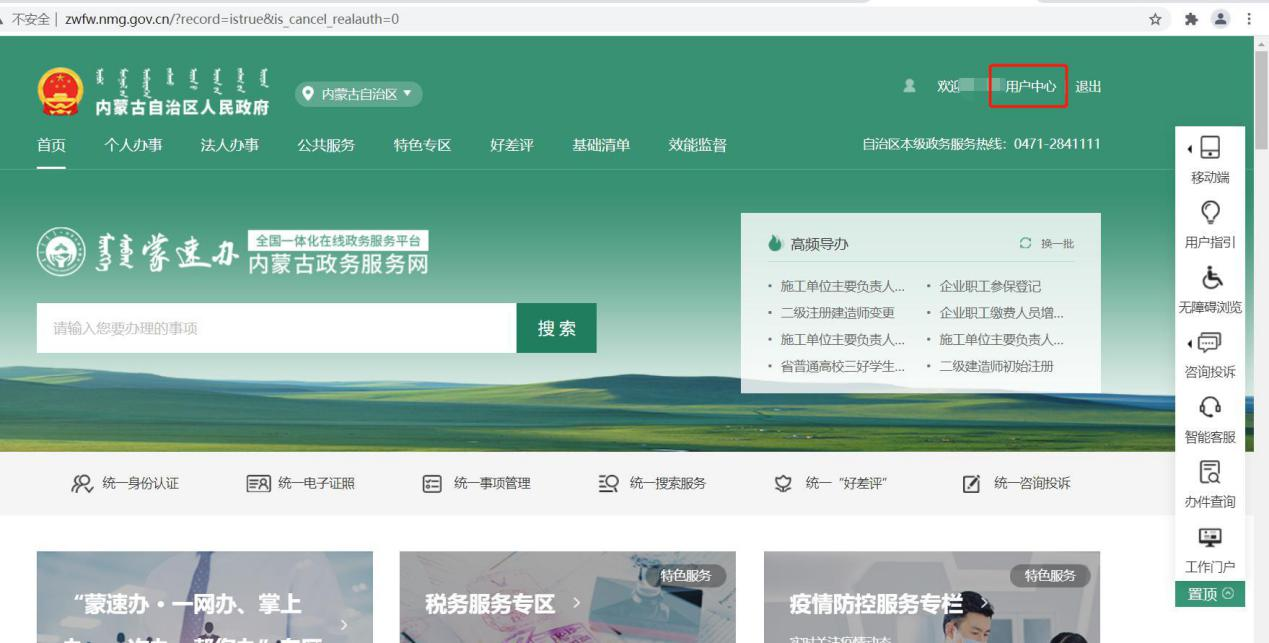 不安全 | zwfw.nmg.gov.cn/?record=istrue&is_cancel_realauth=0
内蒙古自治区人民政府
内蒙古自治区
欢迎
用户中心
退出
首页 个人办事 法人办事 公共服务 特色专区 好差评 基础清单 效能监督
自治区本级政务服务热线：0471-2841111
蒙速办
全国一体化在线政务服务平台
内蒙古政务服务网
请输入您要办理的事项
搜 索
高频导办
换一批
· 施工单位主要负责人... · 企业职工参保登记
· 二级注册建造师变更 · 企业职工缴费人员增...
· 施工单位主要负责人... · 施工单位主要负责人...
· 省普通高校三好学生... · 二级建造师初始注册
移动端
用户指引
无障碍浏览
咨询投诉
智能客服
办件查询
工作门户
置顶
统一身份认证 统一电子证照 统一事项管理 统一搜索服务 统一“好差评” 统一咨询投诉
“蒙速办·一网办、掌上
特色服务
税务服务专区
特色服务
疫情防控服务专栏